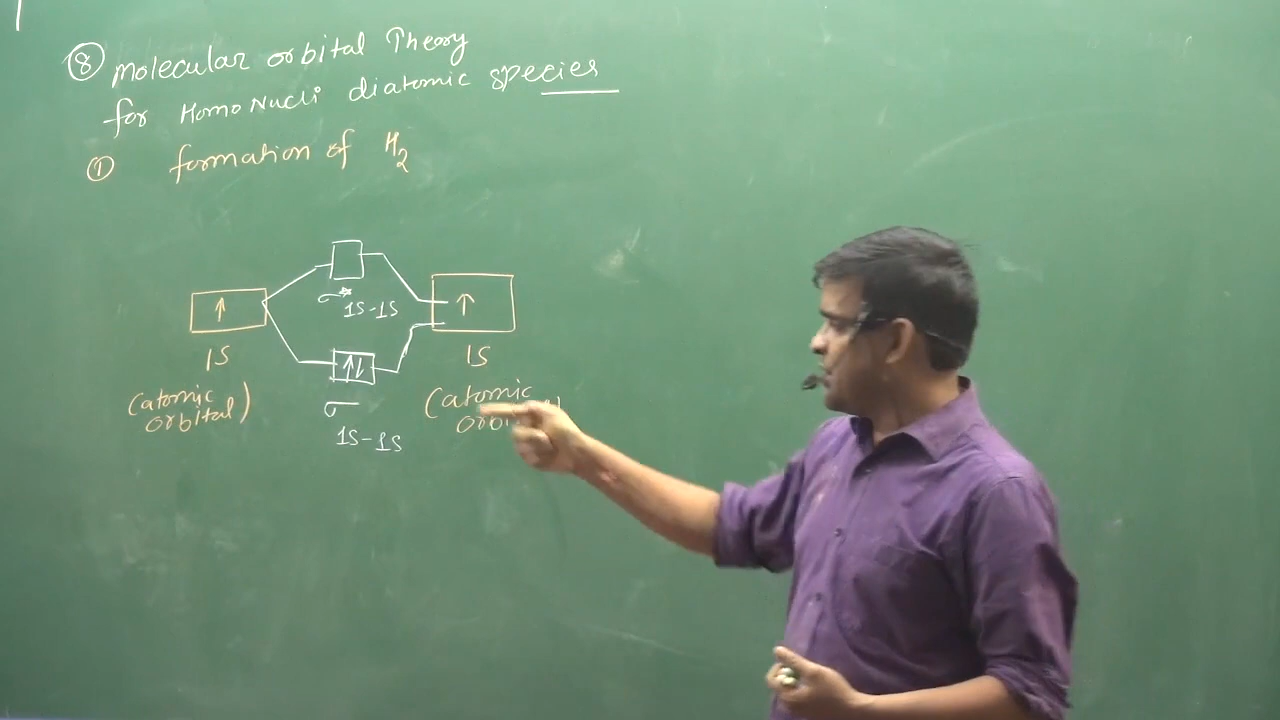 ⑧ Molecular orbital Theory
for Homo Nucli diatomic species
① formation of H₂
↑
σ* 1S-1S
↑
1S
↑↓
1S
(atomic
orbital)
σ
1S-1S
(atomic